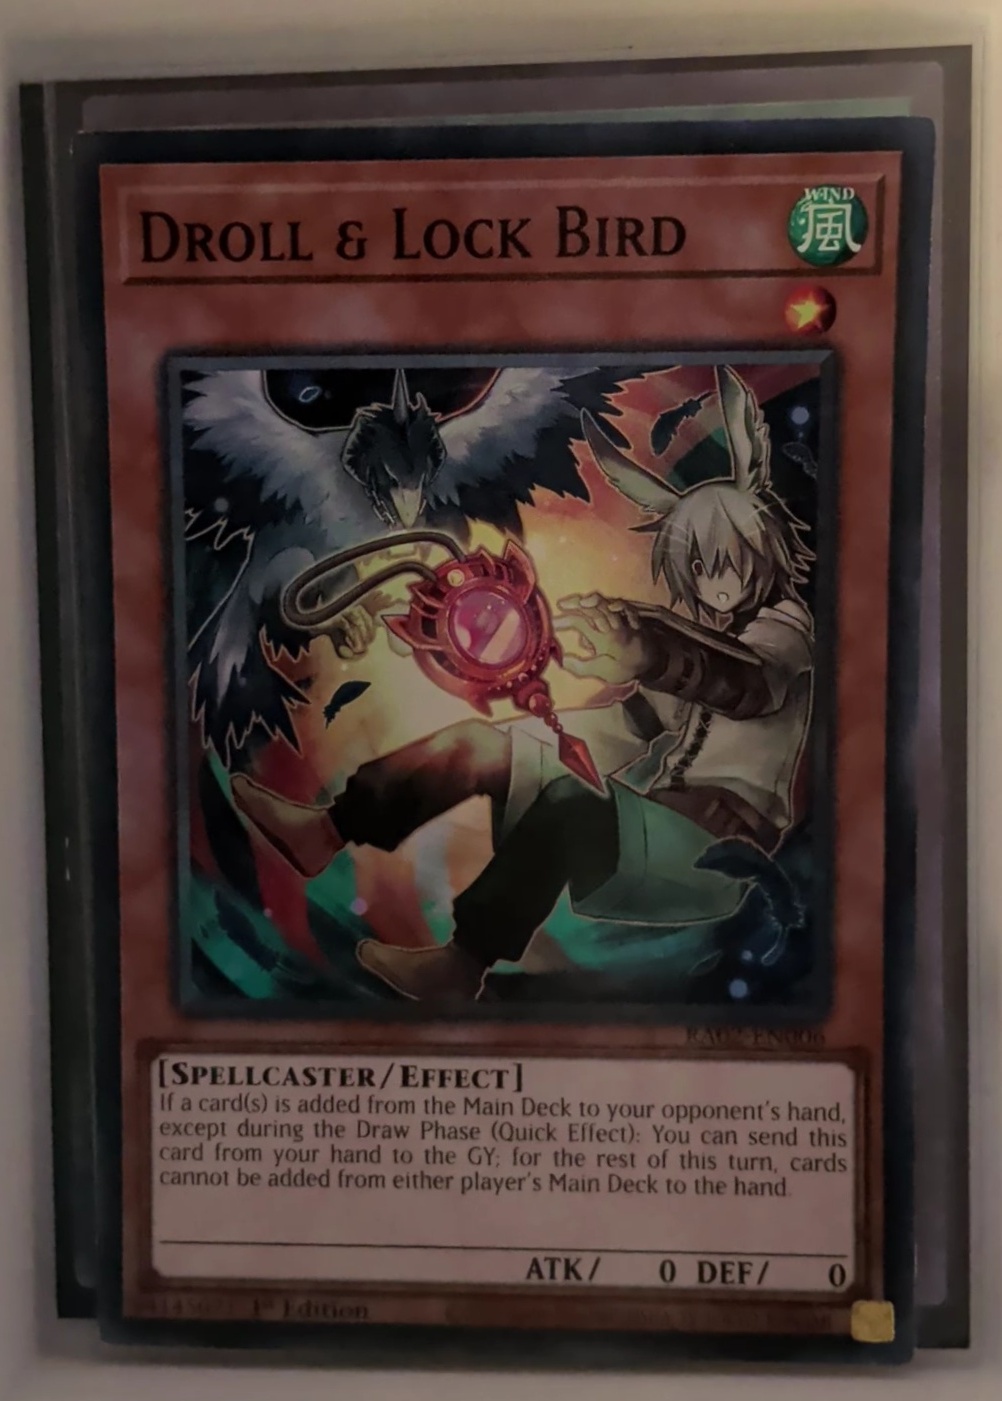 DROLL & LOCK BIRD
WIND
風
[SPELLCASTER/EFFECT]
If a card(s) is added from the Main Deck to your opponent's hand,
except during the Draw Phase (Quick Effect): You can send this
card from your hand to the GY; for the rest of this turn, cards
cannot be added from either player's Main Deck to the hand.
ATK/ 0 DEF/ 0
1st Edition